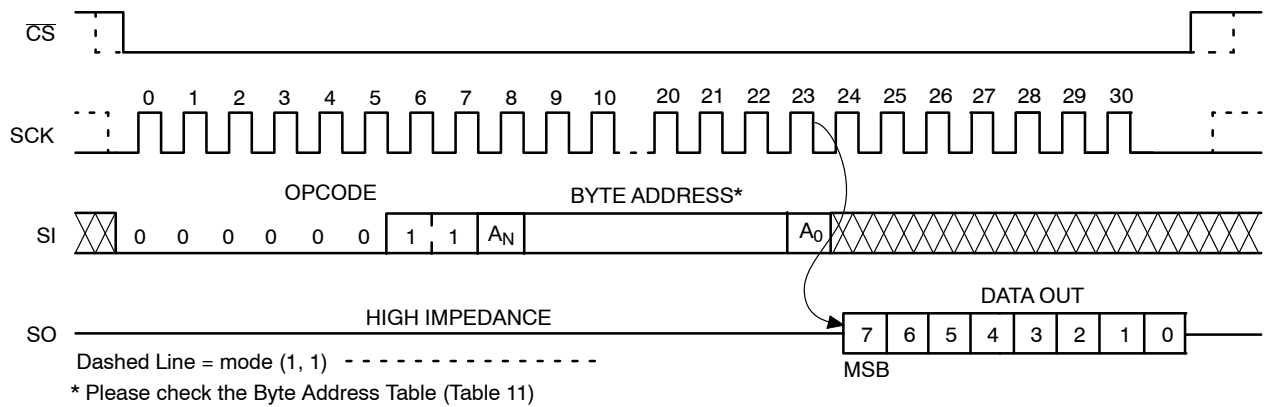 CS
0 1 2 3 4 5 6 7 8 9 10 20 21 22 23 24 25 26 27 28 29 30
SCK
OPCODE BYTE ADDRESS*
SI 0 0 0 0 0 0 1 1 AN A0
DATA OUT
HIGH IMPEDANCE
SO 7 6 5 4 3 2 1 0
Dashed Line = mode (1, 1) - - - - - - - - - - - - - - - - - -
MSB
* Please check the Byte Address Table (Table 11)